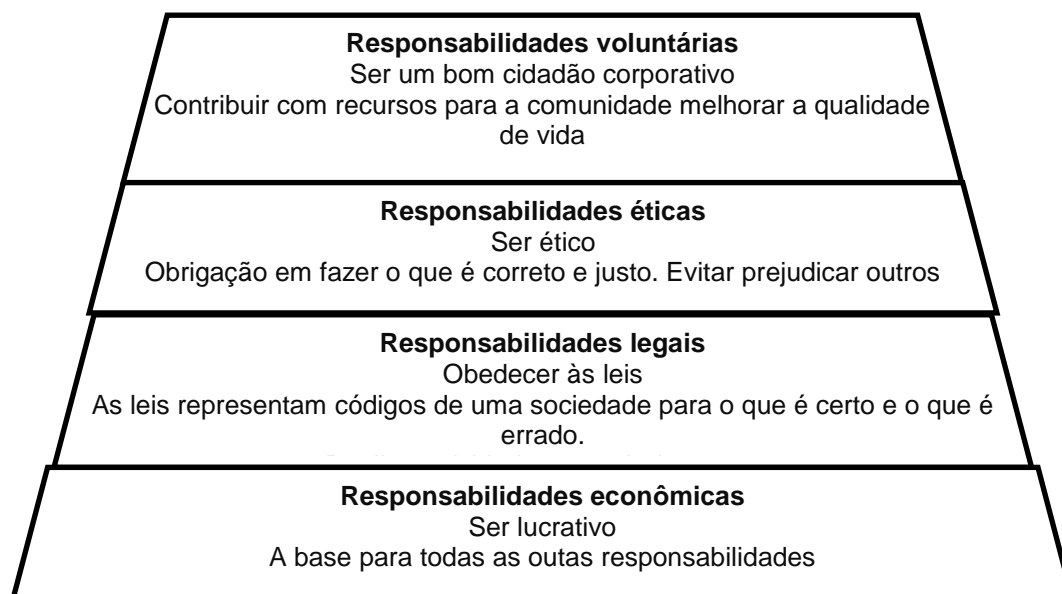 Responsabilidades voluntárias
Ser um bom cidadão corporativo
Contribuir com recursos para a comunidade melhorar a qualidade
de vida
Responsabilidades éticas
Ser ético
Obrigação em fazer o que é correto e justo. Evitar prejudicar outros
Responsabilidades legais
Obedecer às leis
As leis representam códigos de uma sociedade para o que é certo e o que é
errado.
Responsabilidades econômicas
Ser lucrativo
A base para todas as outas responsabilidades